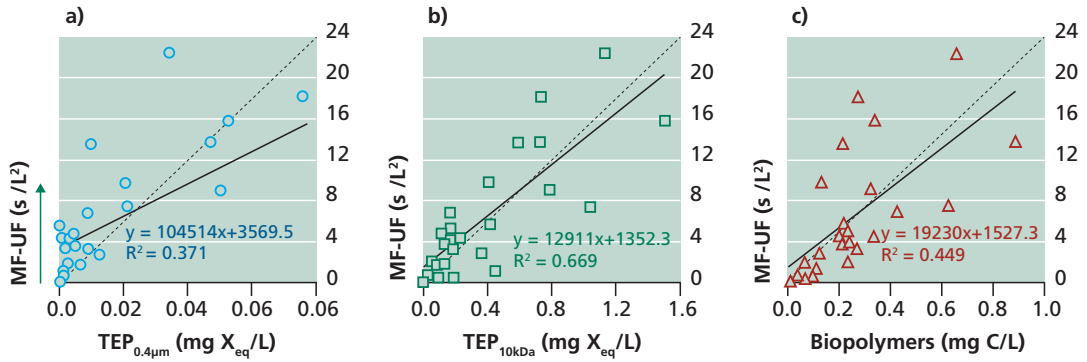 a)
24
20
16
12
8
4
0
MF-UF (s /L²)
y = 104514x+3569.5
R² = 0.371
0.00 0.02 0.04 0.06 0.06
TEP0.4µm (mg Xeq/L)
b)
24
20
16
12
8
4
0
MF-UF (s /L²)
y = 12911x+1352.3
R² = 0.669
0.0 0.4 0.8 1.2 1.6
TEP10kDa (mg Xeq/L)
c)
24
20
16
12
8
4
0
MF-UF (s /L²)
y = 19230x+1527.3
R² = 0.449
0.0 0.2 0.4 0.6 0.8 1.0
Biopolymers (mg C/L)